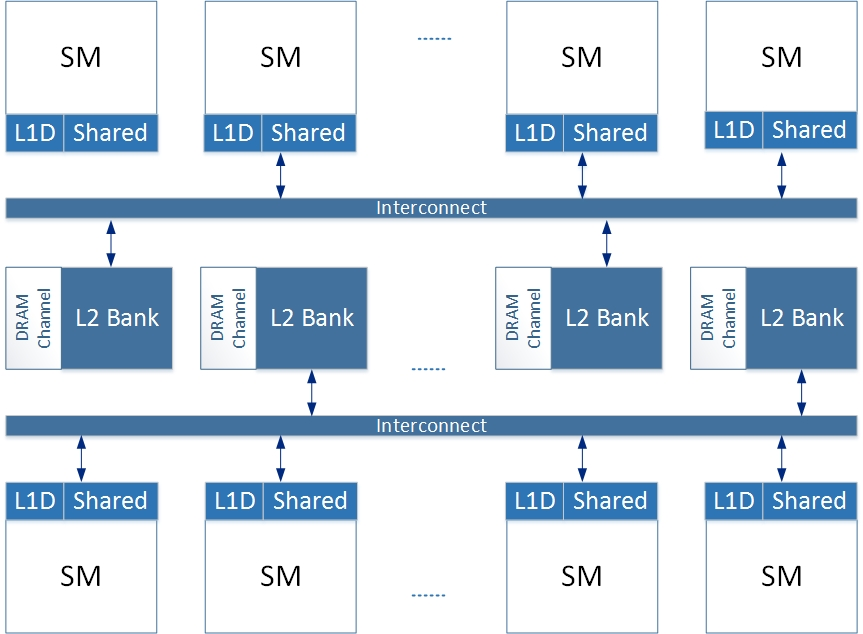 SM SM SM SM
L1D Shared L1D Shared L1D Shared L1D Shared
Interconnect
DRAM Channel L2 Bank DRAM Channel L2 Bank DRAM Channel L2 Bank DRAM Channel L2 Bank
Interconnect
L1D Shared L1D Shared L1D Shared L1D Shared
SM SM SM SM